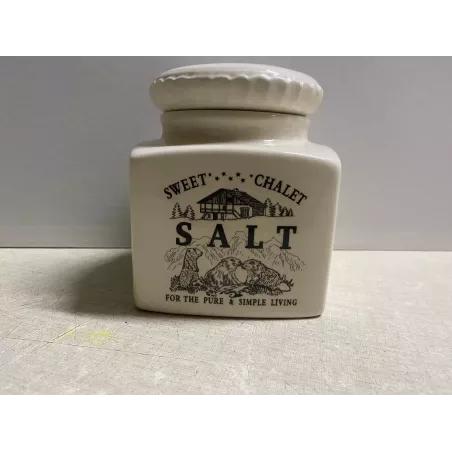 SWEET ★★★★★ CHALET
SALT
FOR THE PURE & SIMPLE LIVING